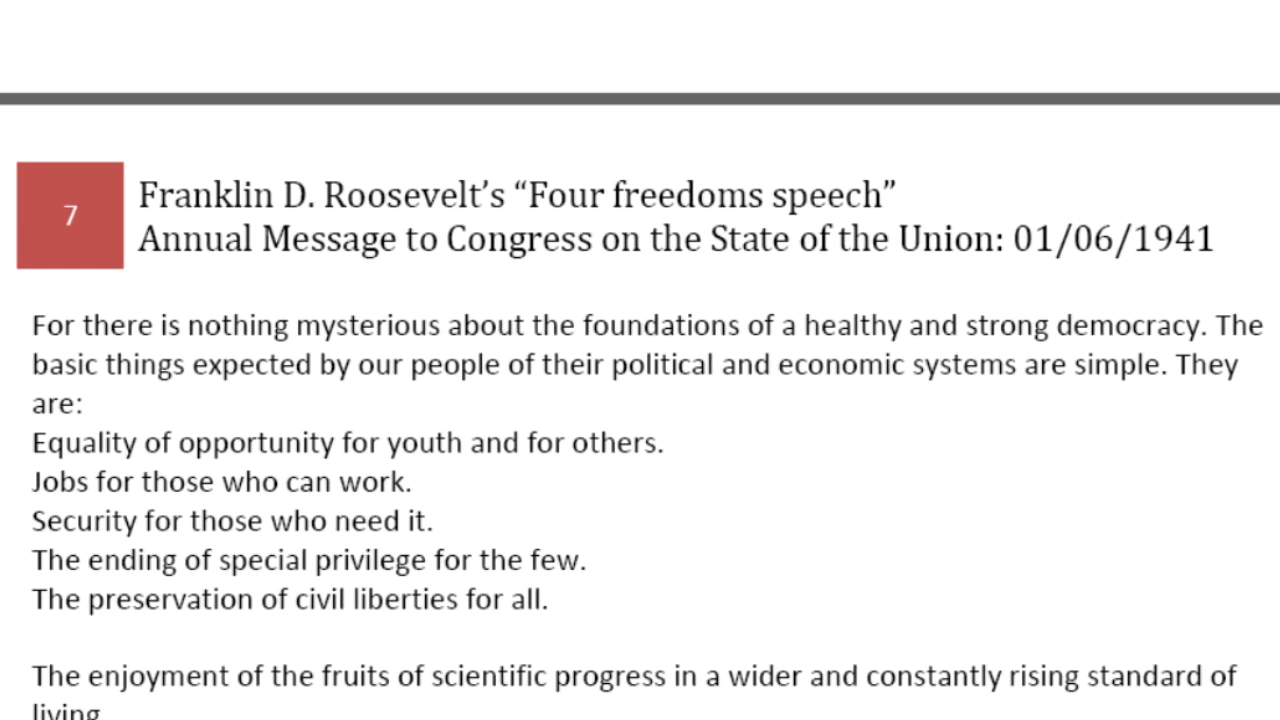 7
Franklin D. Roosevelt’s “Four freedoms speech”
Annual Message to Congress on the State of the Union: 01/06/1941
For there is nothing mysterious about the foundations of a healthy and strong democracy. The
basic things expected by our people of their political and economic systems are simple. They
are:
Equality of opportunity for youth and for others.
Jobs for those who can work.
Security for those who need it.
The ending of special privilege for the few.
The preservation of civil liberties for all.
The enjoyment of the fruits of scientific progress in a wider and constantly rising standard of
living